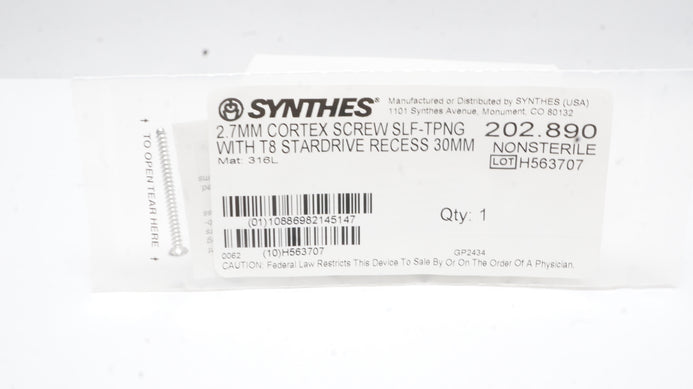 SYNTHES®
Manufactured or Distributed by SYNTHES (USA)
1101 Synthes Avenue, Monument, CO 80132
2.7MM CORTEX SCREW SLF-TPNG
WITH T8 STARDRIVE RECESS 30MM
Mat: 316L
202.890
NONSTERILE
LOT H563707
(01)10886982145147
Qty: 1
0062 (10)H563707
GP2434
CAUTION: Federal Law Restricts This Device To Sale By Or On The Order Of A Physician.
↑ TO OPEN TEAR HERE ↑